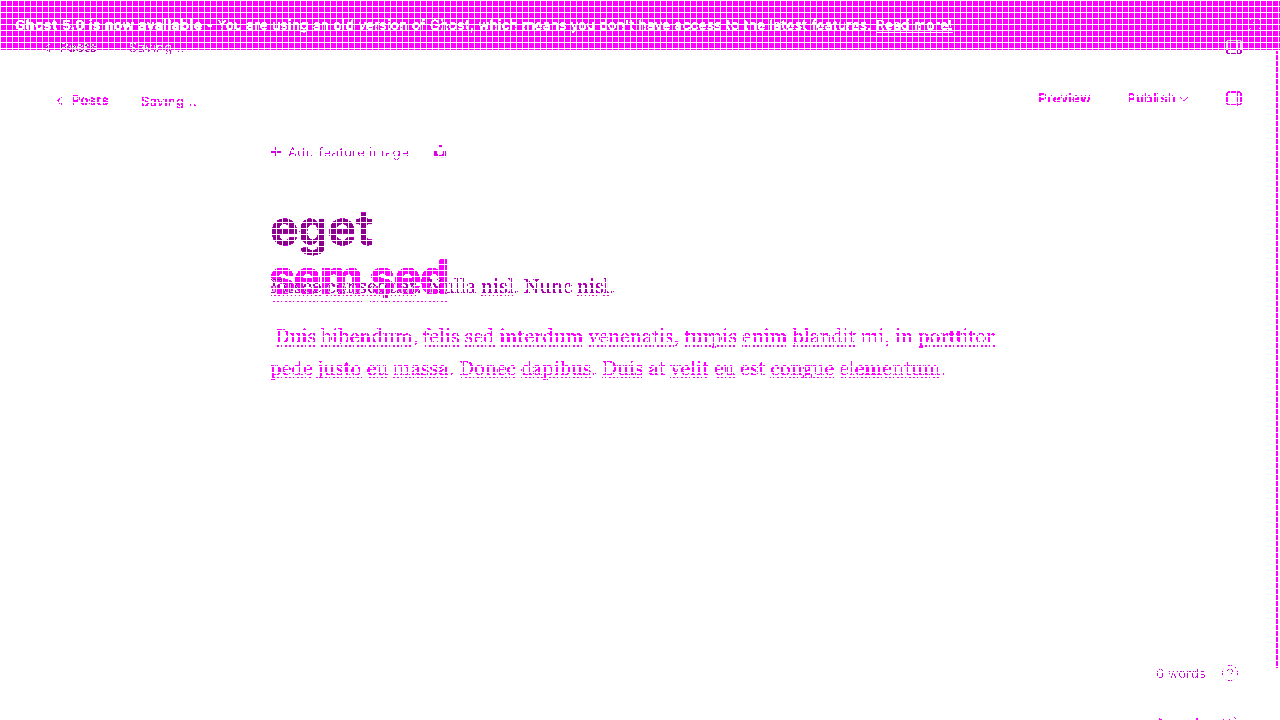 Ghost 5.0 is now available - You are using an old version of Ghost, which means you don't have access to the latest features. Read more!
Posts Saving...
Posts Saving... Preview Publish
+ Add feature image
eget
sem sed
nulla nisl. Nunc nisl.
Duis bibendum, felis sed interdum venenatis, turpis enim blandit mi, in porttitor
pede justo eu massa. Donec dapibus. Duis at velit eu est congue elementum.
0 words ?